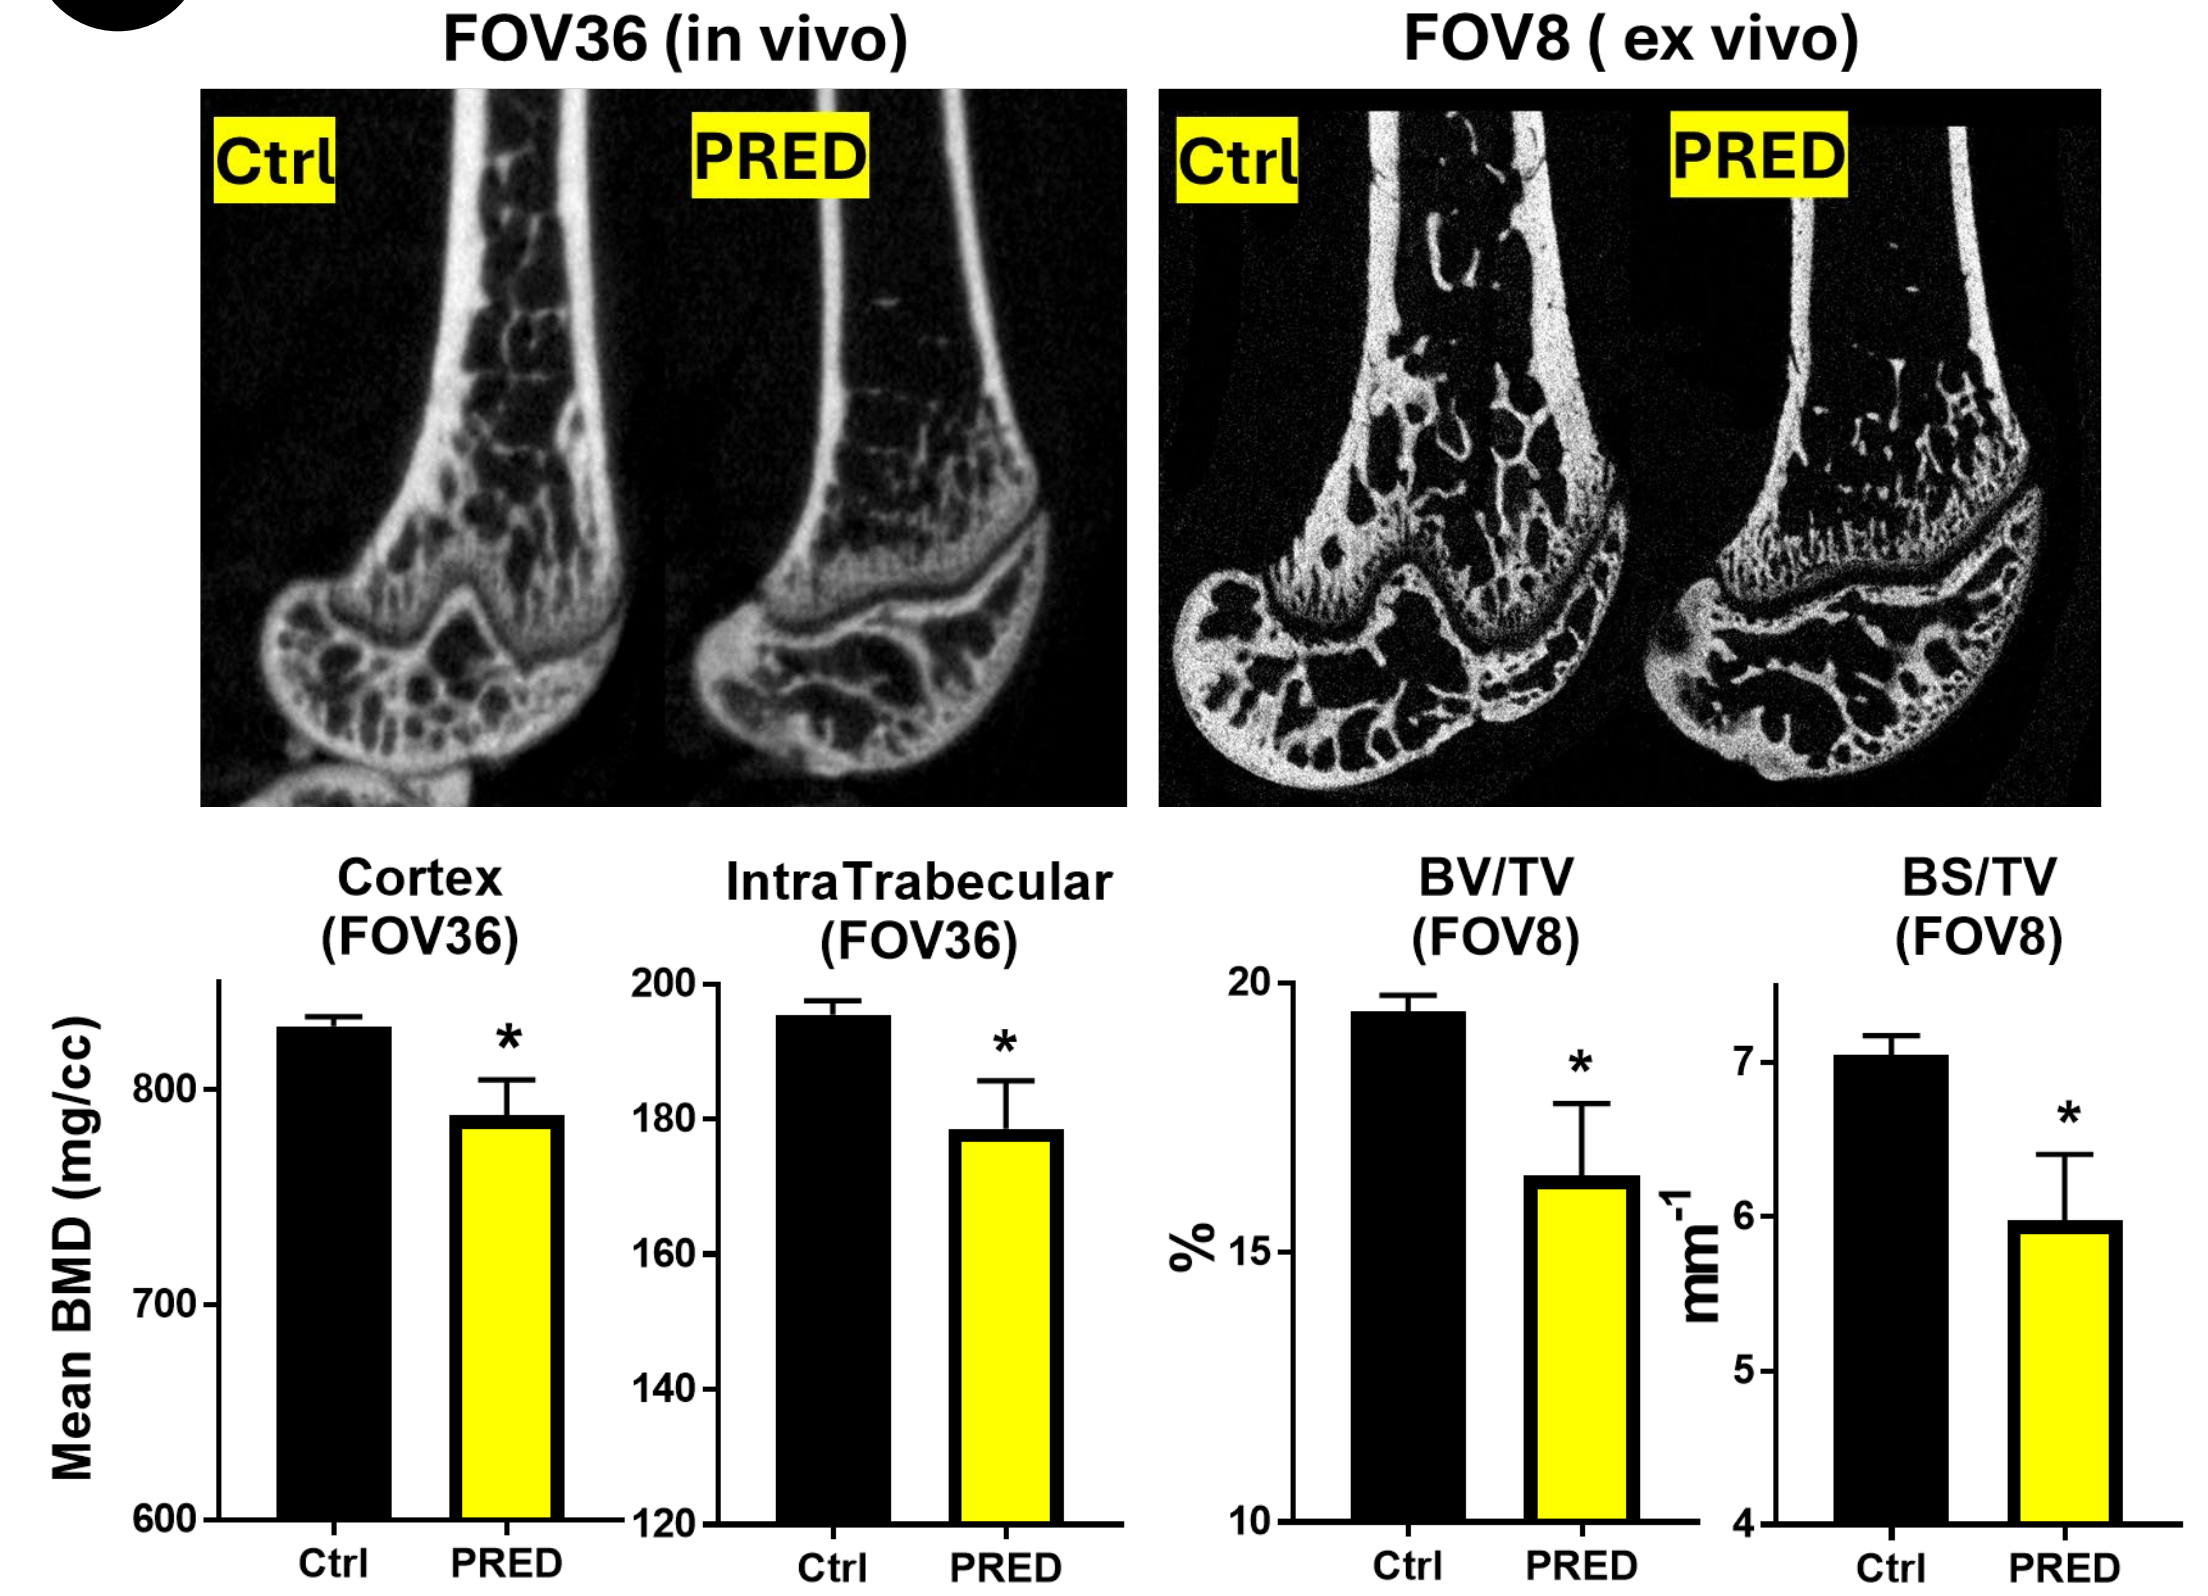 FOV36 (in vivo)
FOV8 ( ex vivo)
Ctrl
PRED
Ctrl
PRED
Cortex
(FOV36)
Mean BMD (mg/cc)
800
700
600
*
Ctrl
PRED
IntraTrabecular
(FOV36)
200
180
160
140
120
*
Ctrl
PRED
BV/TV
(FOV8)
%
20
15
10
*
Ctrl
PRED
BS/TV
(FOV8)
mm-1
7
6
5
4
*
Ctrl
PRED